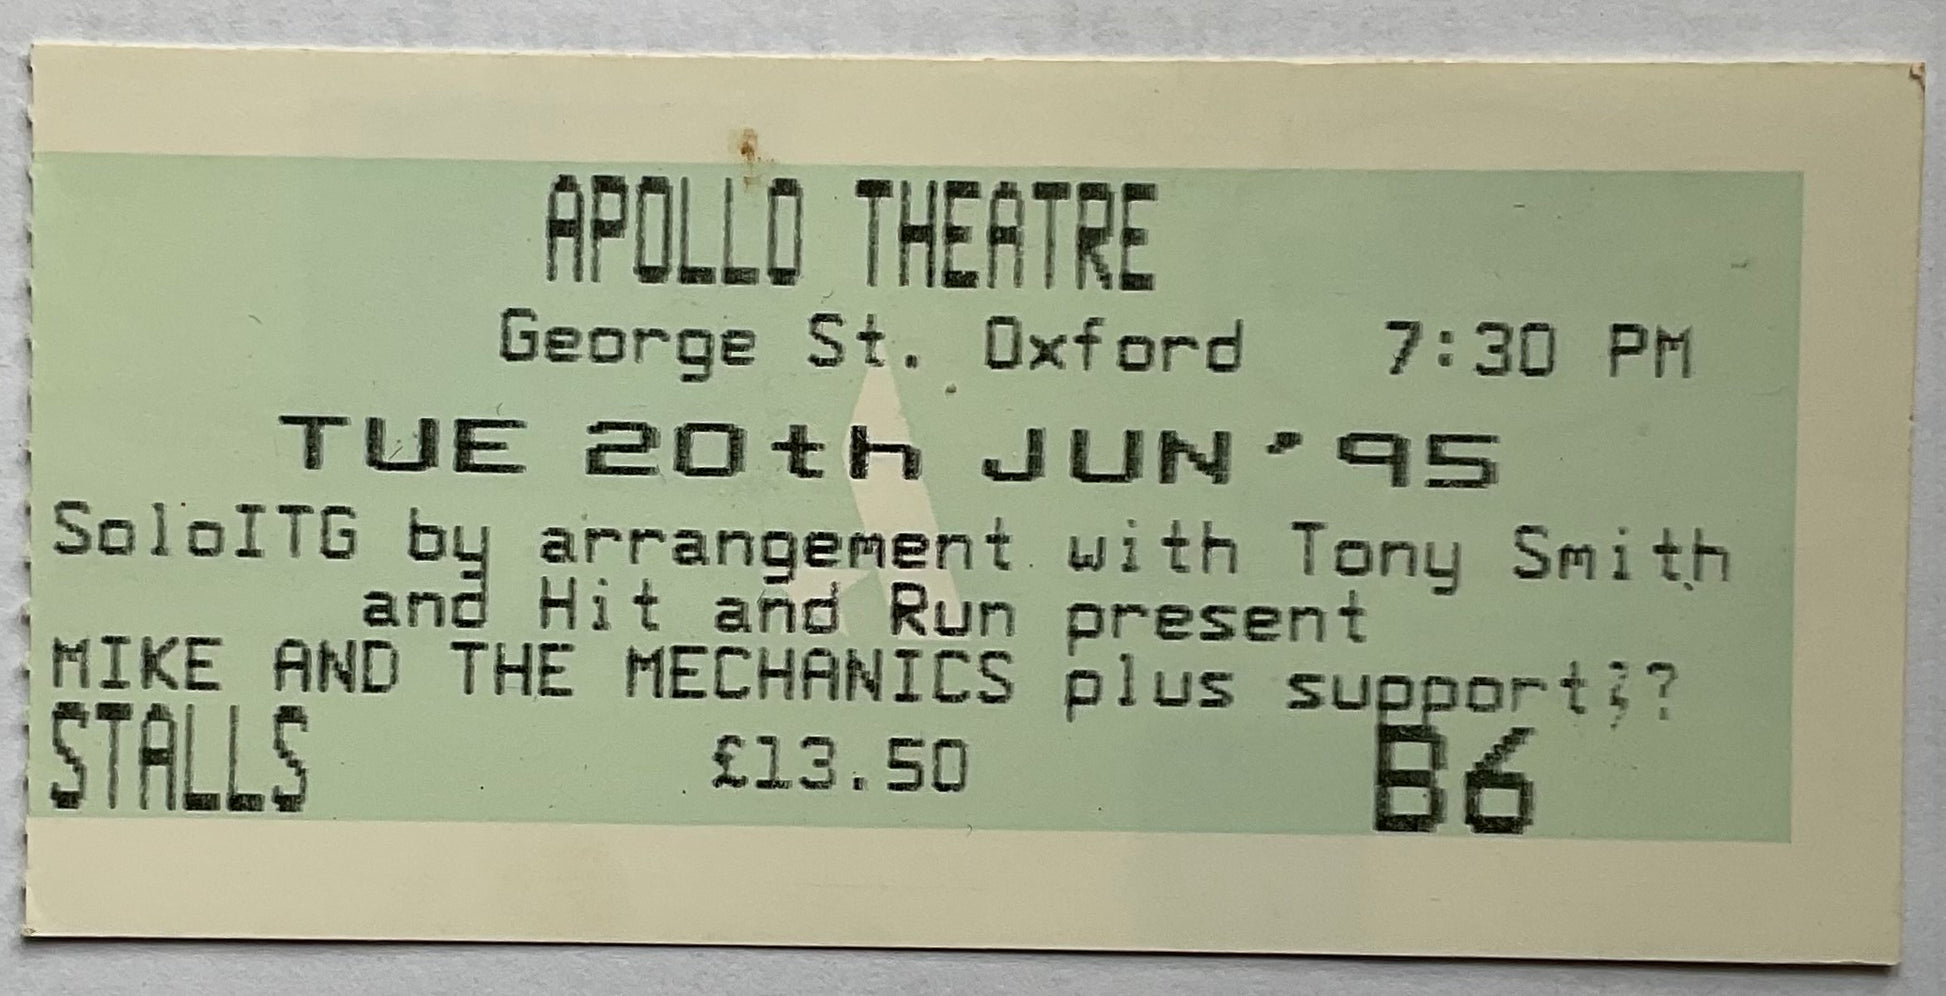 APOLLO THEATRE
George St. Oxford 7:30 PM
TUE 20th JUN '95
SoloITG by arrangement with Tony Smith
and Hit and Run present
MIKE AND THE MECHANICS plus support;?
STALLS £13.50 B6